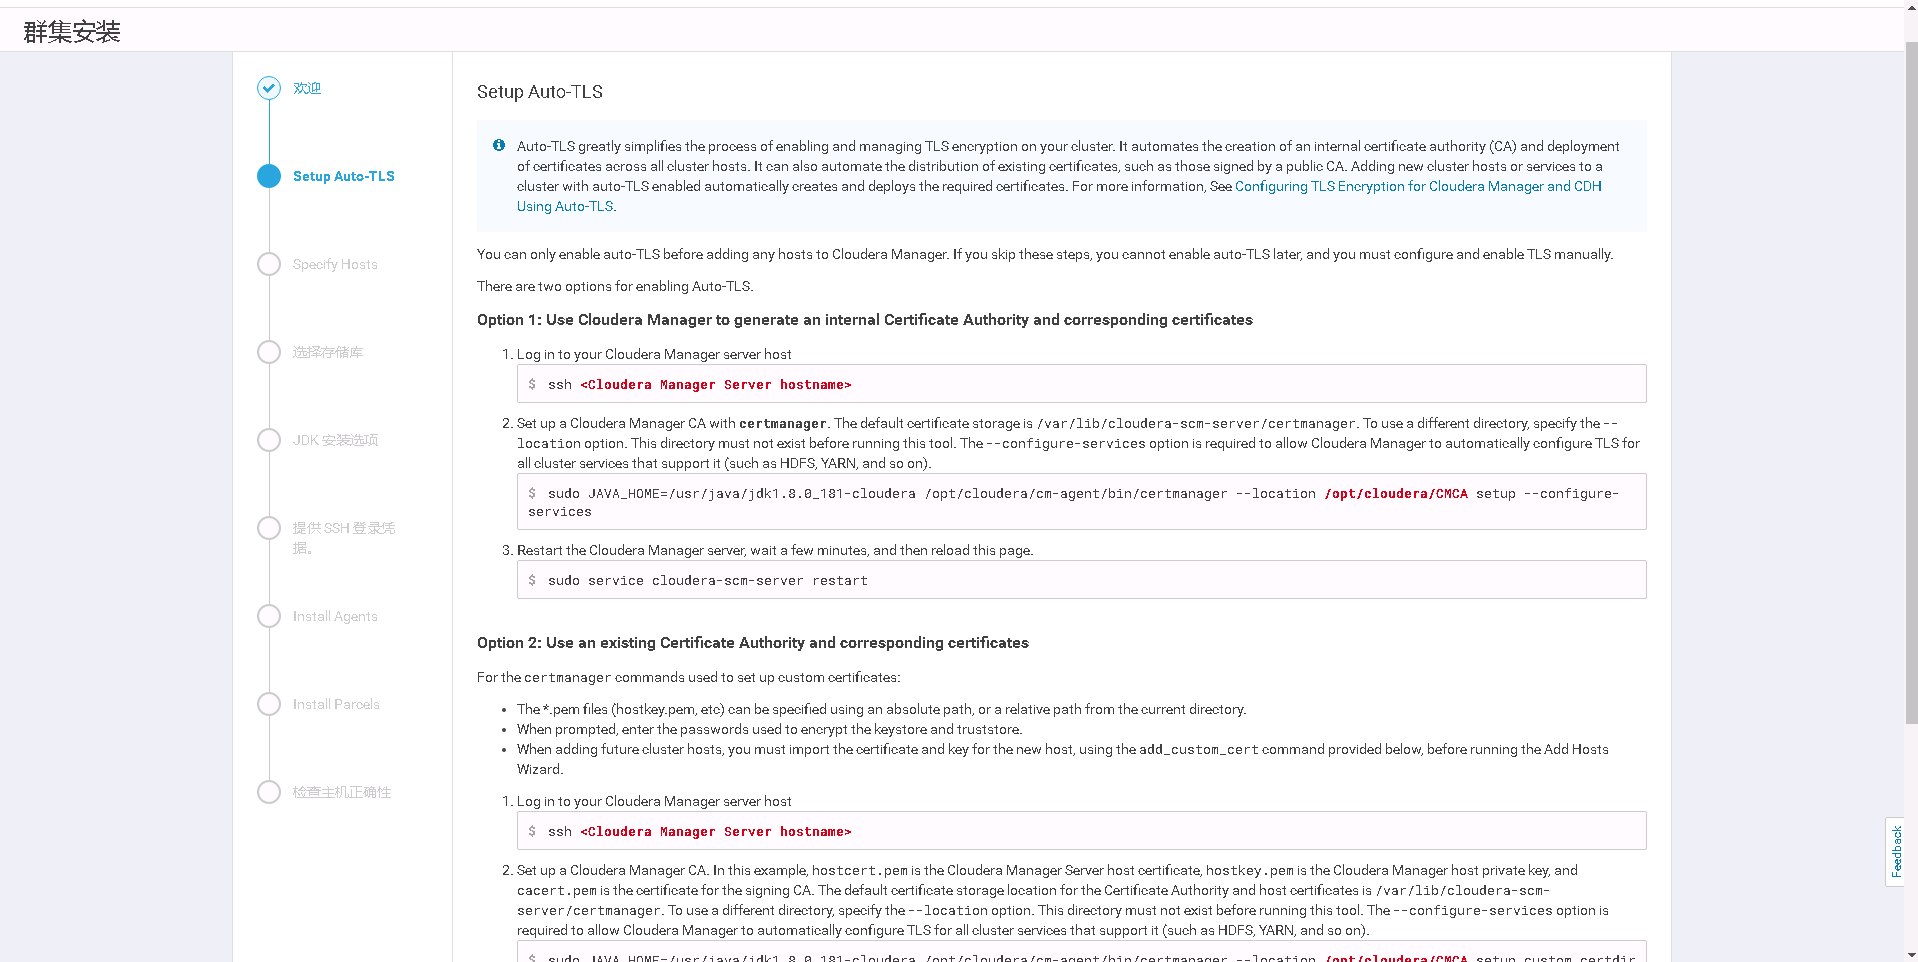 群集安装
欢迎
Setup Auto-TLS
Specify Hosts
选择存储库
JDK 安装选项
提供 SSH 登录凭
据。
Install Agents
Install Parcels
检查主机正确性
Setup Auto-TLS
Auto-TLS greatly simplifies the process of enabling and managing TLS encryption on your cluster. It automates the creation of an internal certificate authority (CA) and deployment
of certificates across all cluster hosts. It can also automate the distribution of existing certificates, such as those signed by a public CA. Adding new cluster hosts or services to a
cluster with auto-TLS enabled automatically creates and deploys the required certificates. For more information, See Configuring TLS Encryption for Cloudera Manager and CDH
Using Auto-TLS.
You can only enable auto-TLS before adding any hosts to Cloudera Manager. If you skip these steps, you cannot enable auto-TLS later, and you must configure and enable TLS manually.
There are two options for enabling Auto-TLS.
Option 1: Use Cloudera Manager to generate an internal Certificate Authority and corresponding certificates
1. Log in to your Cloudera Manager server host
$ ssh <Cloudera Manager Server hostname>
2. Set up a Cloudera Manager CA with certmanager. The default certificate storage is /var/lib/cloudera-scm-server/certmanager. To use a different directory, specify the --
location option. This directory must not exist before running this tool. The --configure-services option is required to allow Cloudera Manager to automatically configure TLS for
all cluster services that support it (such as HDFS, YARN, and so on).
$ sudo JAVA_HOME=/usr/java/jdk1.8.0_181-cloudera /opt/cloudera/cm-agent/bin/certmanager --location /opt/cloudera/CMCA setup --configure-
services
3. Restart the Cloudera Manager server, wait a few minutes, and then reload this page.
$ sudo service cloudera-scm-server restart
Option 2: Use an existing Certificate Authority and corresponding certificates
For the certmanager commands used to set up custom certificates:
• The *.pem files (hostkey.pem, etc) can be specified using an absolute path, or a relative path from the current directory.
• When prompted, enter the passwords used to encrypt the keystore and truststore.
• When adding future cluster hosts, you must import the certificate and key for the new host, using the add_custom_cert command provided below, before running the Add Hosts
Wizard.
1. Log in to your Cloudera Manager server host
$ ssh <Cloudera Manager Server hostname>
2. Set up a Cloudera Manager CA. In this example, hostcert.pem is the Cloudera Manager Server host certificate, hostkey.pem is the Cloudera Manager host private key, and
cacert.pem is the certificate for the signing CA. The default certificate storage location for the Certificate Authority and host certificates is /var/lib/cloudera-scm-
server/certmanager. To use a different directory, specify the --location option. This directory must not exist before running this tool. The --configure-services option is
required to allow Cloudera Manager to automatically configure TLS for all cluster services that support it (such as HDFS, YARN, and so on).
$ sudo JAVA_HOME=/usr/java/jdk1.8.0_181-cloudera /opt/cloudera/cm-agent/bin/certmanager --location /opt/cloudera/CMCA setup_custom_certdir
Feedback